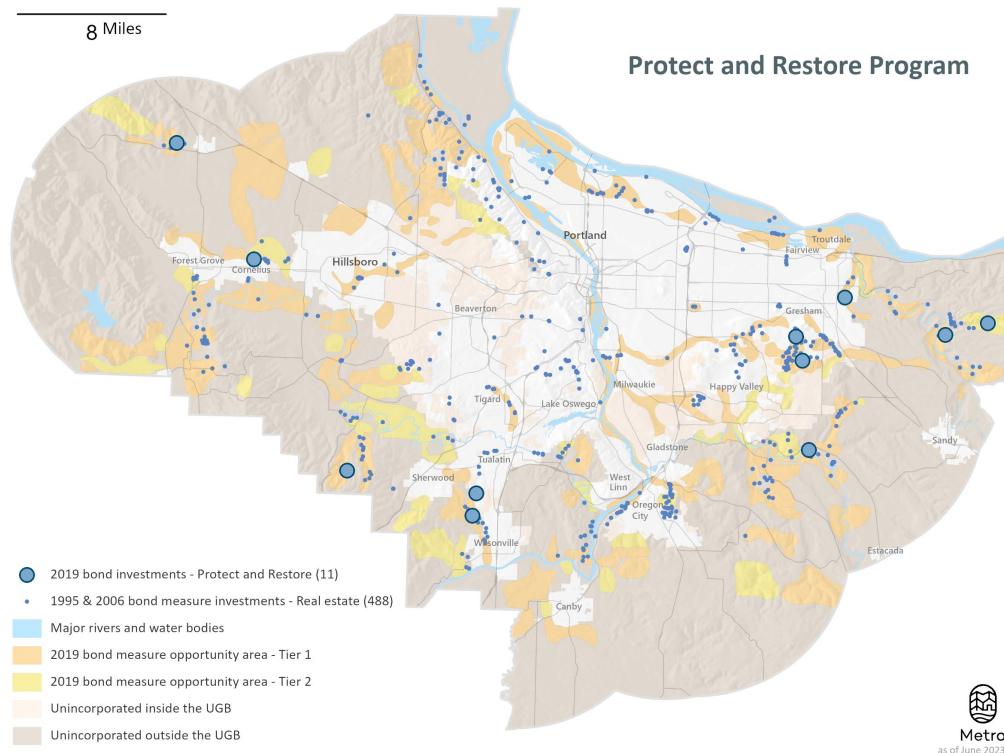 8 Miles
Protect and Restore Program
Portland
Troutdale
Fairview
Forest Grove
Cornelius
Hillsboro
Beaverton
Gresham
Milwaukie
Happy Valley
Tigard
Lake Oswego
Gladstone
Sandy
Tualatin
Sherwood
West
Linn
Oregon
City
Wilsonville
Estacada
Canby
2019 bond investments - Protect and Restore (11)
1995 & 2006 bond measure investments - Real estate (488)
Major rivers and water bodies
2019 bond measure opportunity area - Tier 1
2019 bond measure opportunity area - Tier 2
Unincorporated inside the UGB
Unincorporated outside the UGB
Metro
as of June 2023